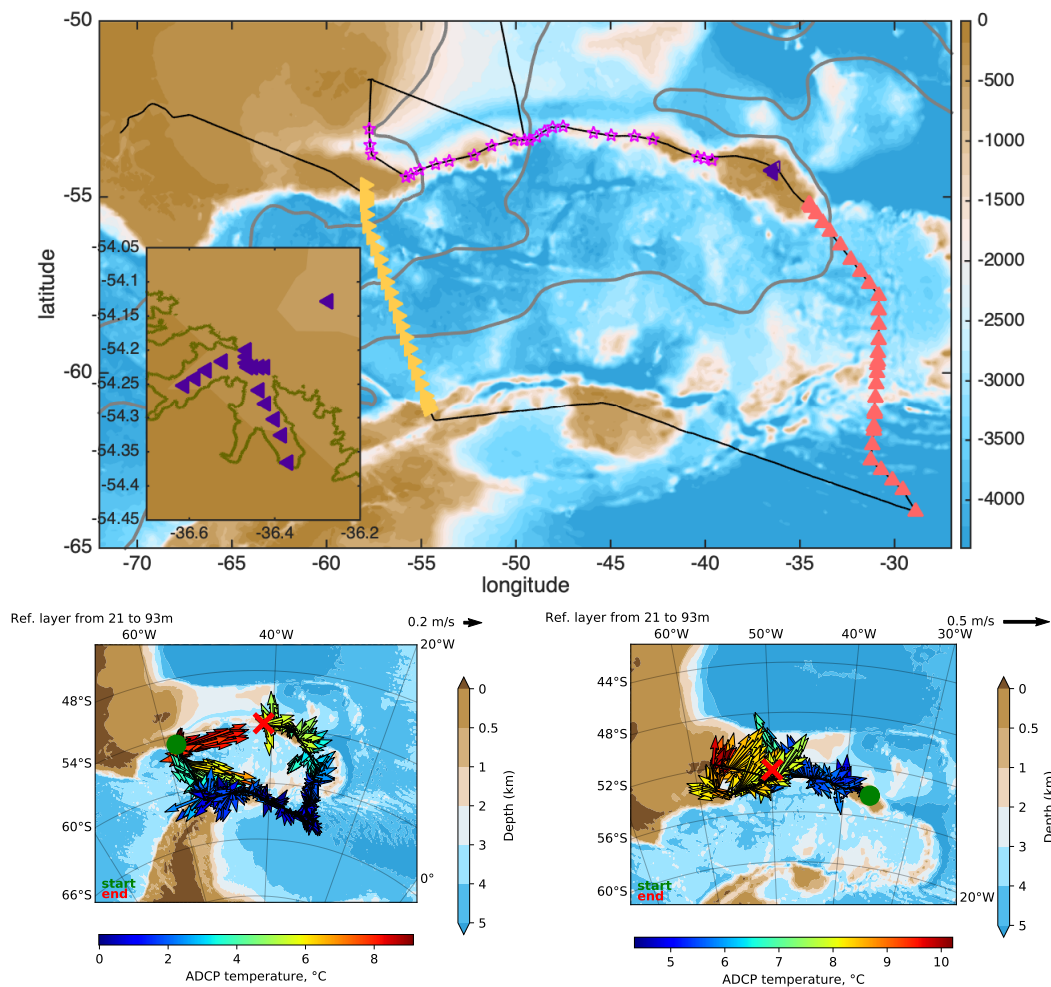 -50
-55
-60
-65
latitude
-70
-65
-60
-55
-50
-45
-40
-35
-30
longitude
0
-500
-1000
-1500
-2000
-2500
-3000
-3500
-4000
-54.05
-54.1
-54.15
-54.2
-54.25
-54.3
-54.35
-54.4
-54.45
-36.6
-36.4
-36.2
Ref. layer from 21 to 93m
0.2 m/s
60°W
40°W
20°W
48°S
54°S
60°S
66°S
0°
start
end
0
0.5
1
2
3
4
5
Depth (km)
0
2
4
6
8
ADCP temperature, °C
Ref. layer from 21 to 93m
0.5 m/s
60°W
50°W
40°W
30°W
44°S
48°S
52°S
56°S
60°S
20°W
start
end
0
0.5
1
2
3
4
5
5
6
7
8
9
10
ADCP temperature, °C